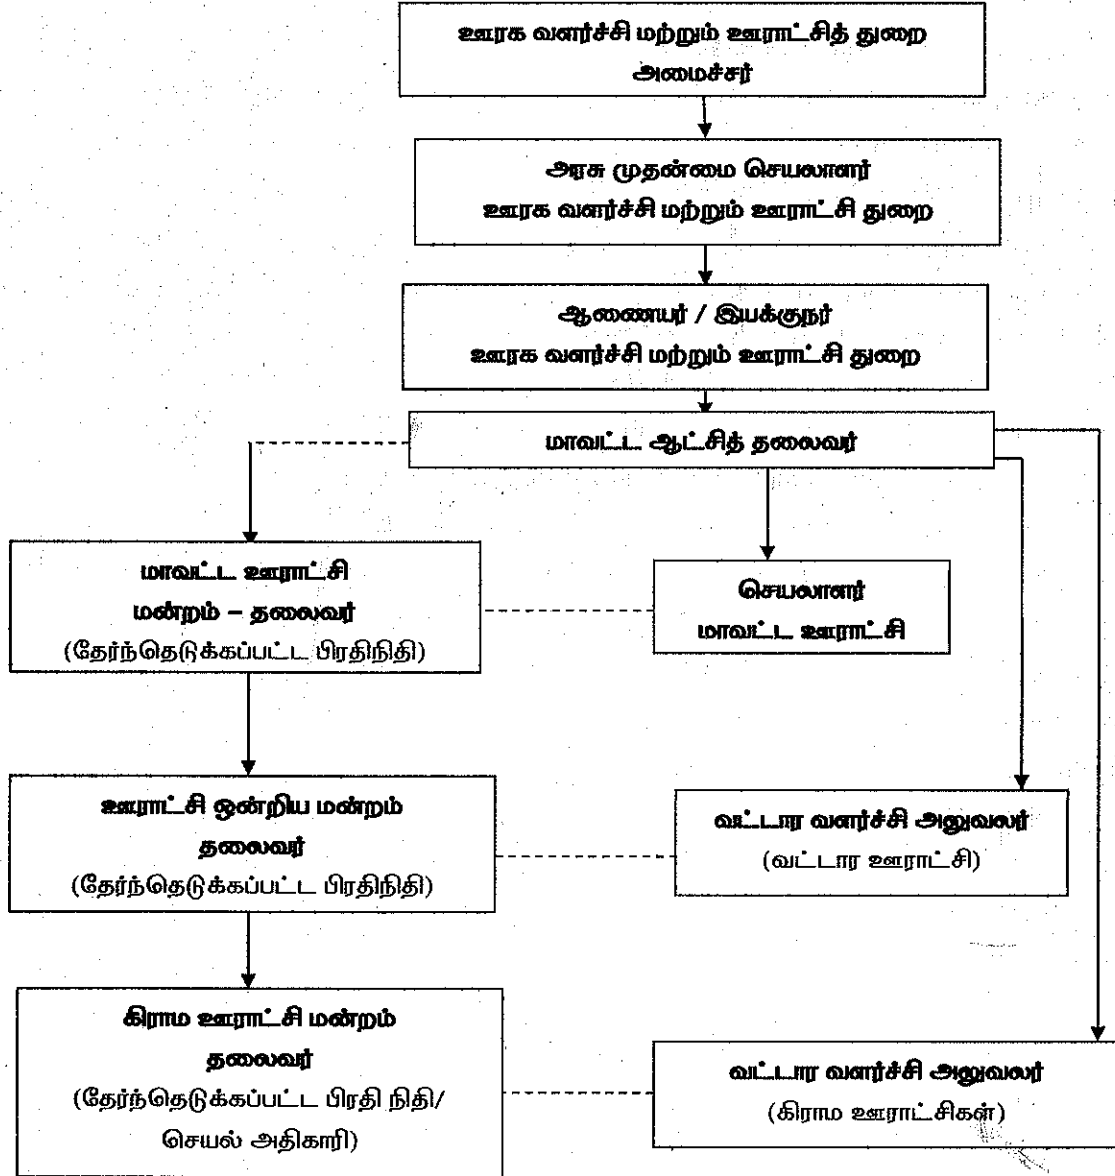 ஊரக வளர்ச்சி மற்றும் ஊராட்சித் துறை
அமைச்சர்
அரசு முதன்மை செயலாளர்
ஊரக வளர்ச்சி மற்றும் ஊராட்சி துறை
ஆணையர் / இயக்குநர்
ஊரக வளர்ச்சி மற்றும் ஊராட்சி துறை
மாவட்ட ஆட்சித் தலைவர்
மாவட்ட ஊராட்சி
மன்றம் – தலைவர்
(தேர்ந்தெடுக்கப்பட்ட பிரதிநிதி)
செயலாளர்
மாவட்ட ஊராட்சி
ஊராட்சி ஒன்றிய மன்றம்
தலைவர்
(தேர்ந்தெடுக்கப்பட்ட பிரதிநிதி)
வட்டார வளர்ச்சி அலுவலர்
(வட்டார ஊராட்சி)
கிராம ஊராட்சி மன்றம்
தலைவர்
(தேர்ந்தெடுக்கப்பட்ட பிரதி நிதி/
செயல் அதிகாரி)
வட்டார வளர்ச்சி அலுவலர்
(கிராம ஊராட்சிகள்)